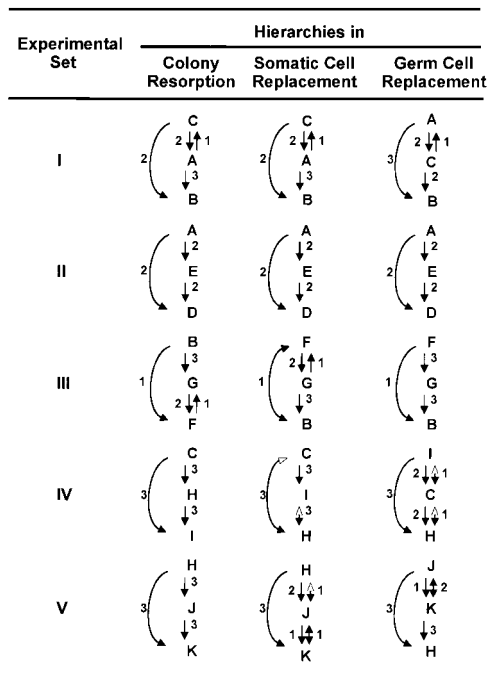 Experimental Set
Hierarchies in
Colony Resorption
Somatic Cell Replacement
Germ Cell Replacement
I
C
2 1
2
A
3
B
C
2 1
2
A
3
B
A
2 1
3
C
2
B
II
A
2
2
E
2
D
A
2
2
E
2
D
A
2
2
E
2
D
III
B
3
1
G
2 1
F
F
2 1
1
G
3
B
F
3
1
G
3
B
IV
C
3
3
H
3
I
C
3
3
I
3
H
I
2 1
3
C
2 1
H
V
H
3
3
J
3
K
H
2 1
3
J
1 1
K
J
1 2
3
K
3
H